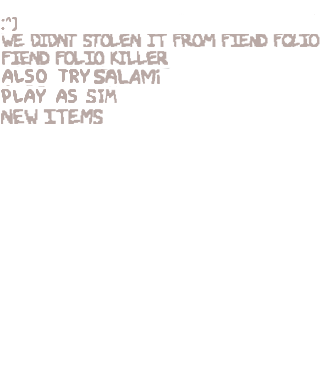 :^]
WE DIDNT STOLEN IT FROM FIEND FOLIO
FIEND FOLIO KILLER
ALSO TRY SALAMi
PLAY AS SIM
NEW ITEMS